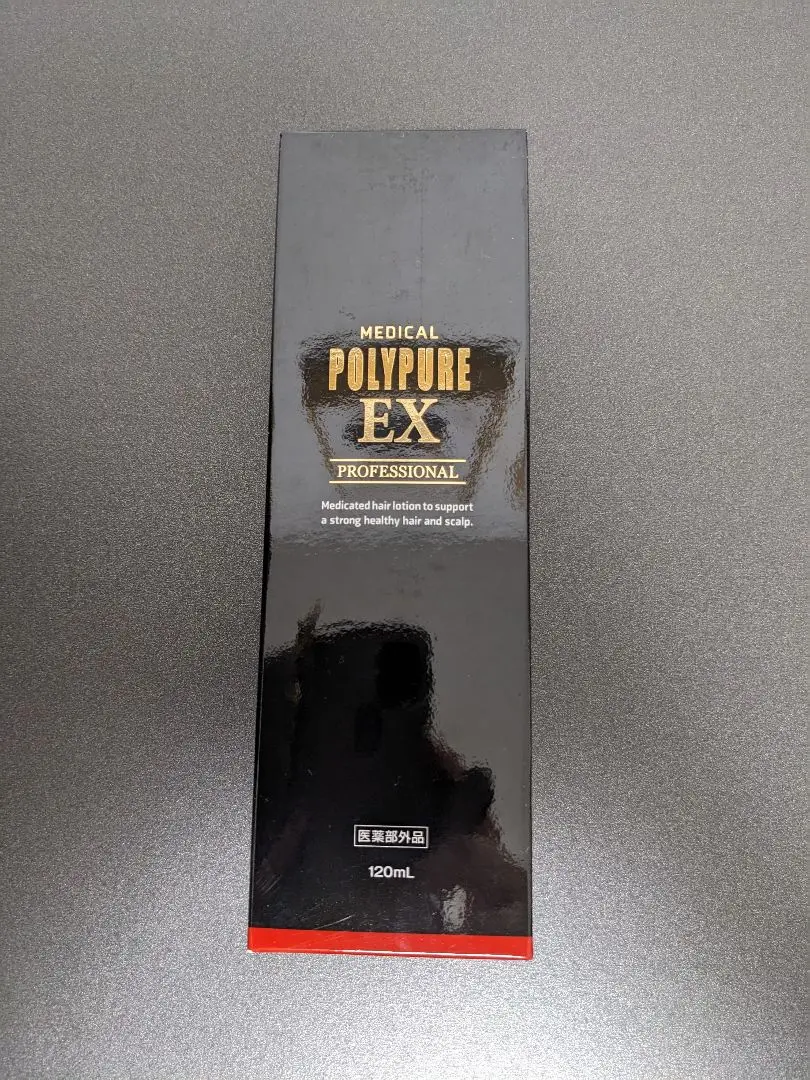 MEDICAL
POLYPURE
EX
PROFESSIONAL
Medicated hair lotion to support
a strong healthy hair and scalp.
医薬部外品
120mL